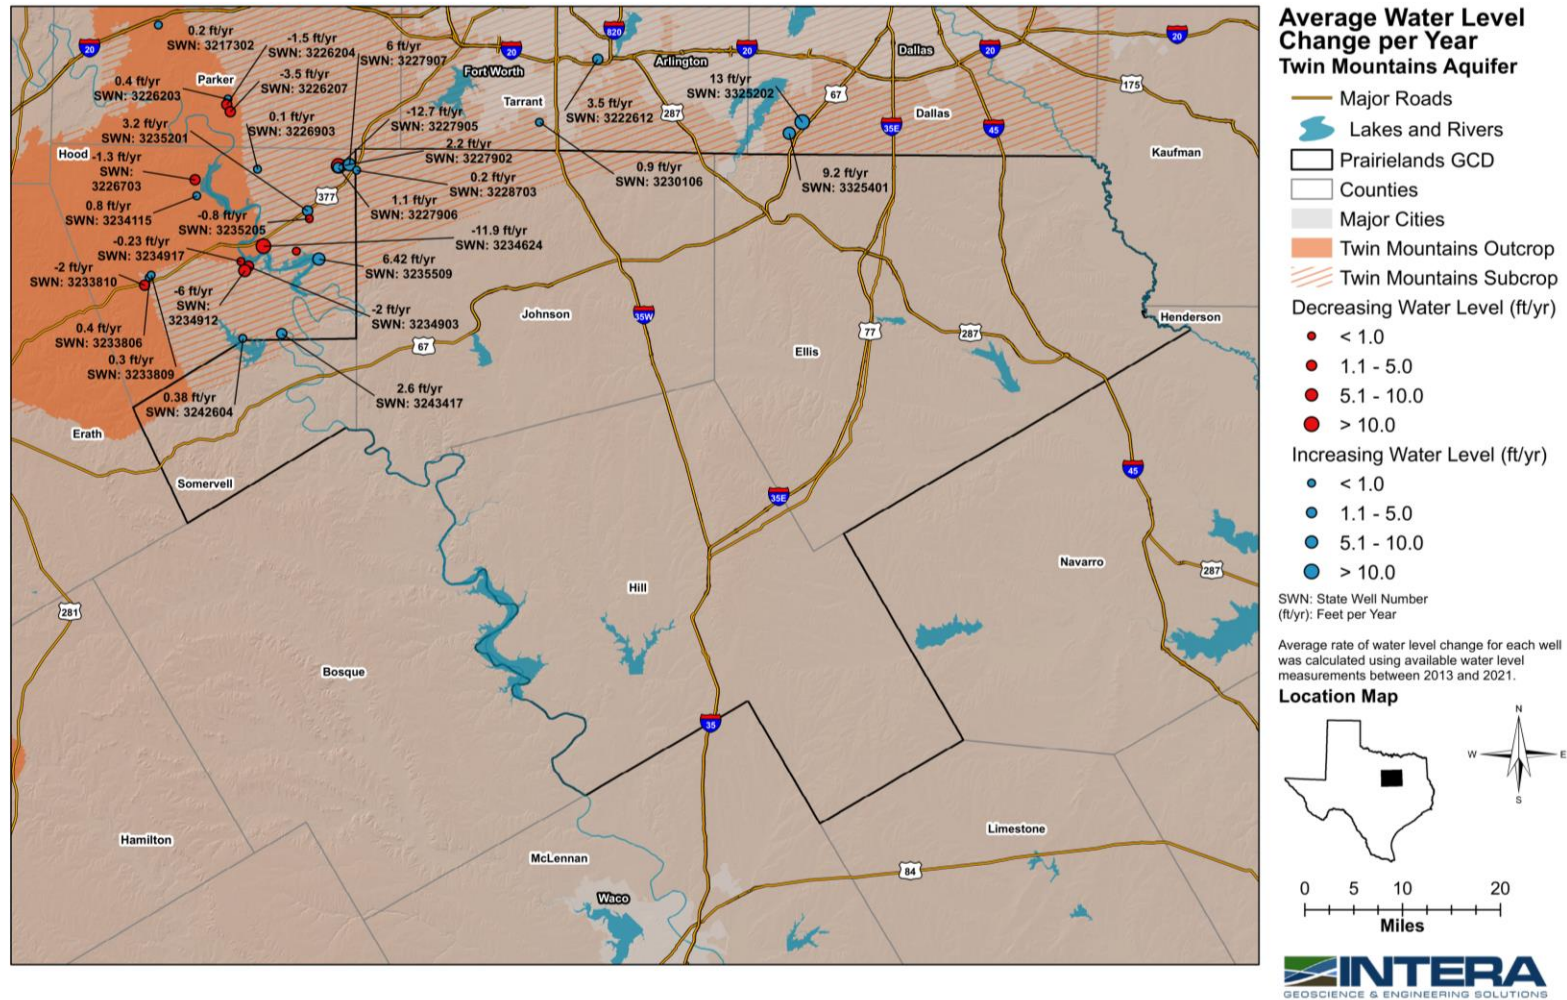 0.2 ft/yr
SWN: 3217302
-1.5 ft/yr
SWN: 3226204
6 ft/yr
SWN: 3227907
820
20
20
20
20
20
Dallas
Arlington
Fort Worth
Parker
Tarrant
0.4 ft/yr
SWN: 3226203
-3.5 ft/yr
SWN: 3226207
13 ft/yr
SWN: 3325202
67
175
3.5 ft/yr
SWN: 3222612
287
Dallas
35E
45
3.2 ft/yr
SWN: 3235201
0.1 ft/yr
SWN: 3226903
-12.7 ft/yr
SWN: 3227905
2.2 ft/yr
SWN: 3227902
Hood
-1.3 ft/yr
SWN:
3226703
Kaufman
0.2 ft/yr
SWN: 3228703
0.9 ft/yr
SWN: 3230106
9.2 ft/yr
SWN: 3325401
377
1.1 ft/yr
SWN: 3227906
0.8 ft/yr
SWN: 3234115
-0.8 ft/yr
SWN: 3235205
-11.9 ft/yr
SWN: 3234624
-0.23 ft/yr
SWN: 3234917
-2 ft/yr
SWN: 3233810
6.42 ft/yr
SWN: 3235509
-6 ft/yr
SWN:
3234912
-2 ft/yr
SWN: 3234903
Johnson
35W
Henderson
0.4 ft/yr
SWN: 3233806
77
287
67
Ellis
0.3 ft/yr
SWN: 3233809
0.38 ft/yr
SWN: 3242604
2.6 ft/yr
SWN: 3243417
Erath
Somervell
45
35E
Navarro
287
Hill
281
Bosque
35
Hamilton
Limestone
McLennan
84
Waco
Average Water Level
Change per Year
Twin Mountains Aquifer
Major Roads
Lakes and Rivers
Prairielands GCD
Counties
Major Cities
Twin Mountains Outcrop
Twin Mountains Subcrop
Decreasing Water Level (ft/yr)
< 1.0
1.1 - 5.0
5.1 - 10.0
> 10.0
Increasing Water Level (ft/yr)
< 1.0
1.1 - 5.0
5.1 - 10.0
> 10.0
SWN: State Well Number
(ft/yr): Feet per Year
Average rate of water level change for each well
was calculated using available water level
measurements between 2013 and 2021.
Location Map
N
W
E
S
0 5 10 20
Miles
INTERA
GEOSCIENCE & ENGINEERING SOLUTIONS